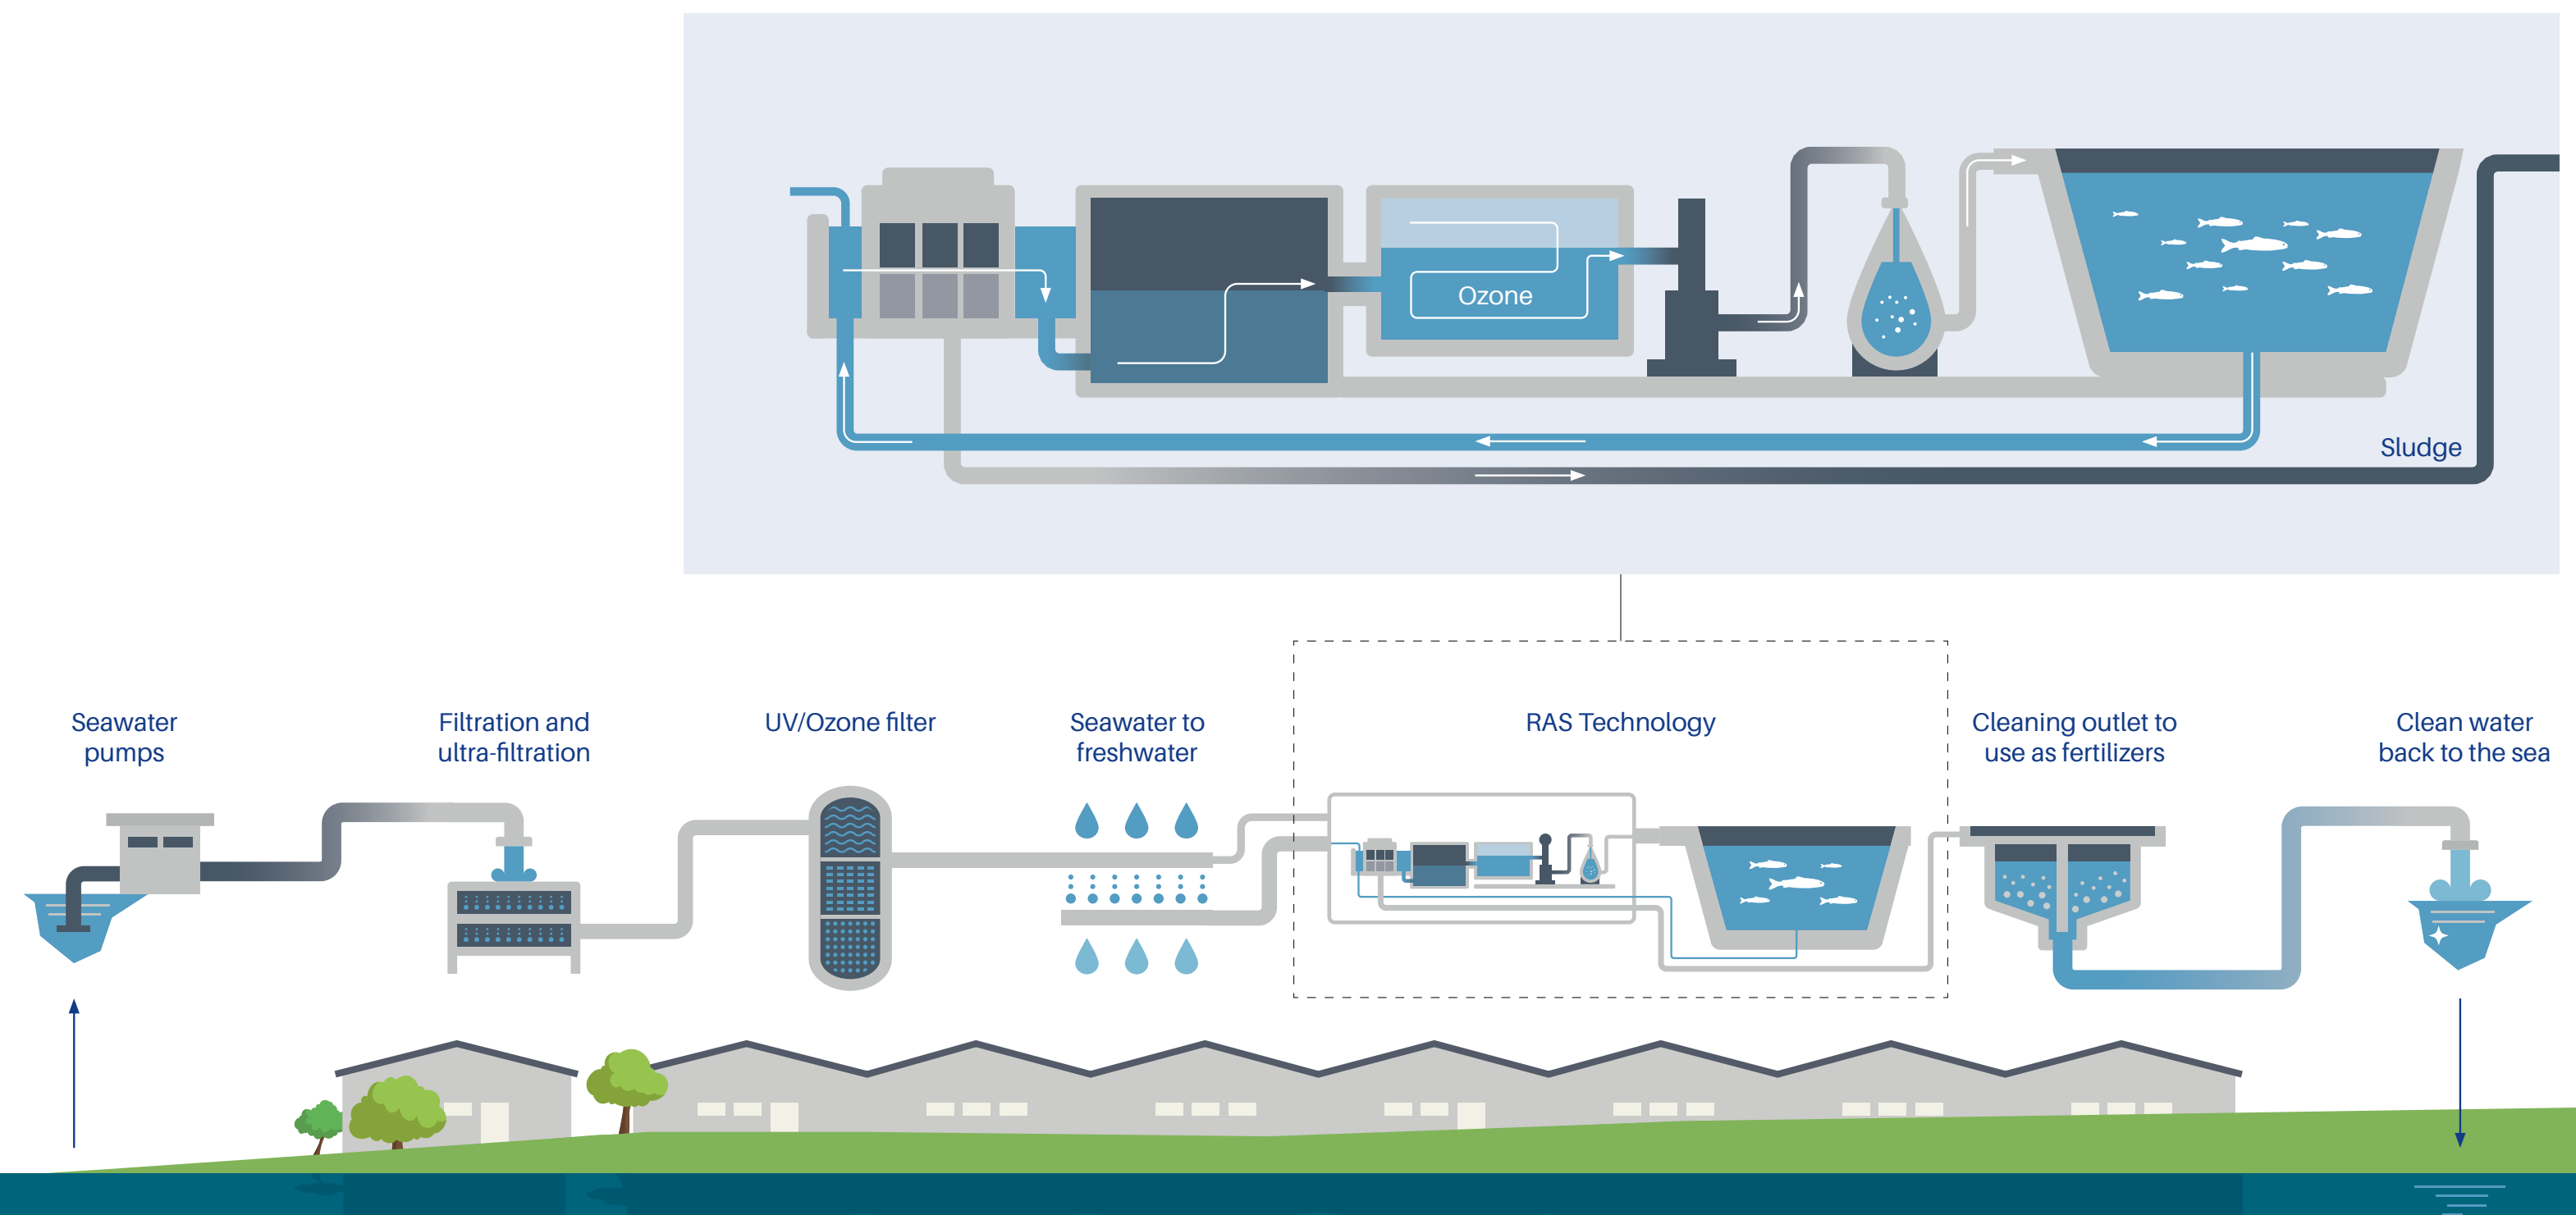 Ozone
Sludge
Seawater
pumps
Filtration and
ultra-filtration
UV/Ozone filter
Seawater to
freshwater
RAS Technology
Cleaning outlet to
use as fertilizers
Clean water
back to the sea